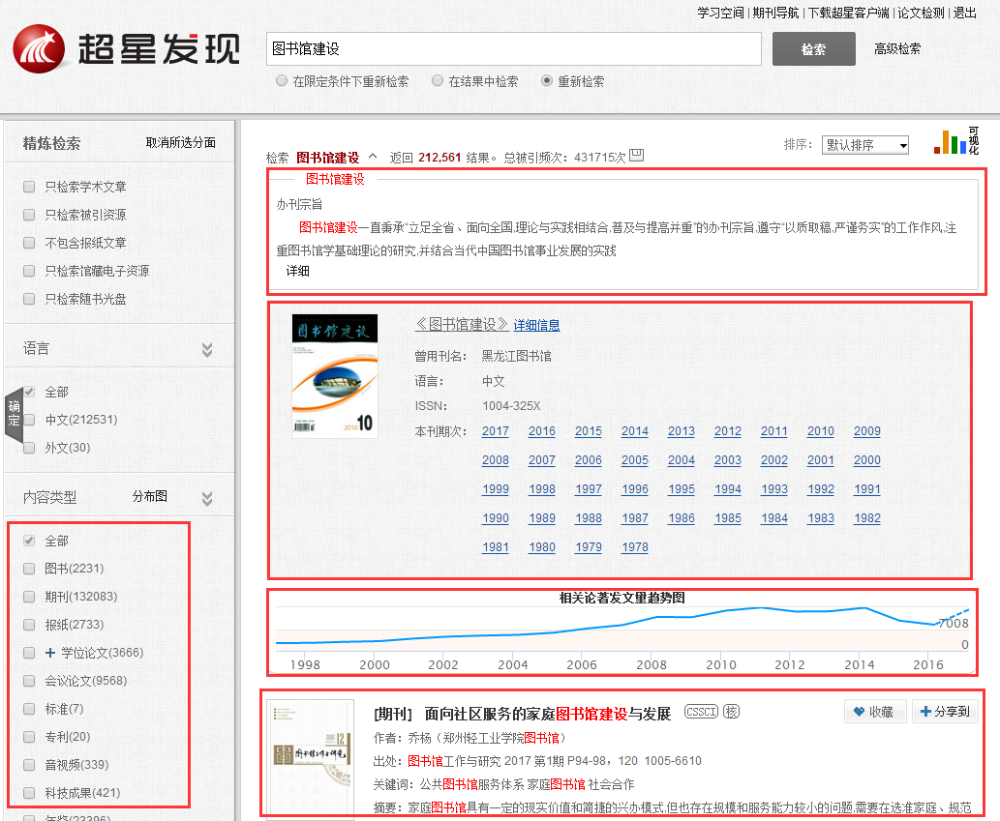 学习空间 | 期刊导航 | 下载超星客户端 | 论文检测 | 退出
超星发现
图书馆建设
检索
高级检索
在限定条件下重新检索 在结果中检索 重新检索
精炼检索 取消所选分面
只检索学术文章
只检索被引资源
不包含报纸文章
只检索馆藏电子资源
只检索随书光盘
语言
全部
中文(212531)
外文(30)
确定
内容类型 分布图
全部
图书(2231)
期刊(132083)
报纸(2733)
学位论文(3666)
会议论文(9568)
标准(7)
专利(20)
音视频(339)
科技成果(421)
年鉴(23396)
检索 图书馆建设 返回 212,561 结果。 总被引频次：431715次
排序： 默认排序
可视化
图书馆建设
办刊宗旨
图书馆建设一直秉承“立足全省、面向全国,理论与实践相结合,普及与提高并重”的办刊宗旨,遵守“以质取稿,严谨务实”的工作作风,注
重图书馆学基础理论的研究,并结合当代中国图书馆事业发展的实践
详细
图书馆建设
2016 10
《图书馆建设》 详细信息
曾用刊名： 黑龙江图书馆
语言： 中文
ISSN： 1004-325X
本刊期次： 2017 2016 2015 2014 2013 2012 2011 2010 2009
2008 2007 2006 2005 2004 2003 2002 2001 2000
1999 1998 1997 1996 1995 1994 1993 1992 1991
1990 1989 1988 1987 1986 1985 1984 1983 1982
1981 1980 1979 1978
相关论著发文量趋势图
7008
0
1998 2000 2002 2004 2006 2008 2010 2012 2014 2016
12
图书馆工作与研究
[期刊] 面向社区服务的家庭图书馆建设与发展 CSSCI 核
收藏 分享到
作者：乔杨（郑州轻工业学院图书馆）
出处：图书馆工作与研究 2017 第1期 P94-98，120 1005-6610
关键词：公共图书馆服务体系 家庭图书馆 社会合作
摘要：家庭图书馆具有一定的现实价值和简捷的兴办模式,但也存在规模和服务能力较小的问题,需要在选准家庭、规范